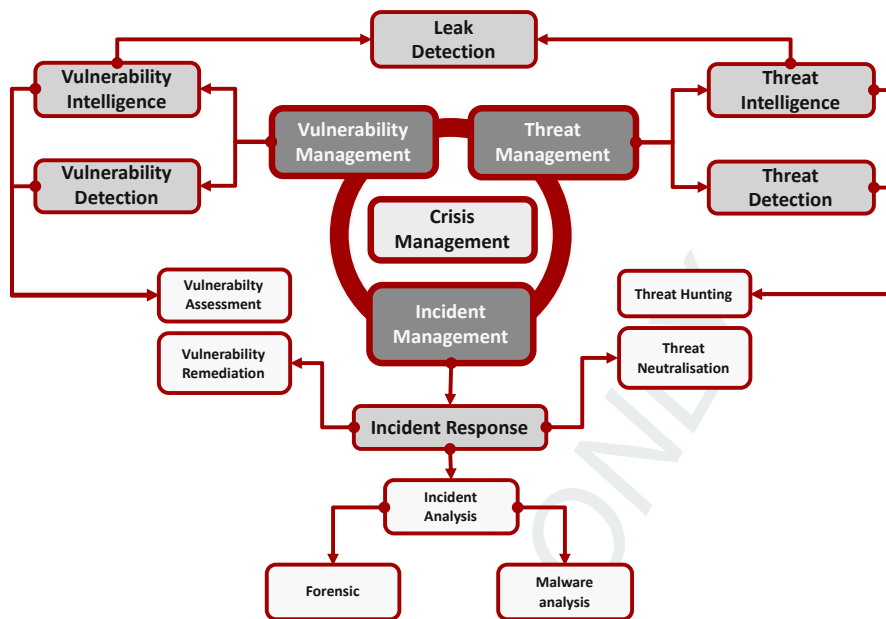 Leak
Detection
Vulnerability
Intelligence
Threat
Intelligence
Vulnerability
Management
Threat
Management
Vulnerability
Detection
Threat
Detection
Crisis
Management
Vulnerabilty
Assessment
Threat Hunting
Incident
Management
Vulnerability
Remediation
Threat
Neutralisation
Incident Response
Incident
Analysis
Forensic
Malware
analysis
ONLY